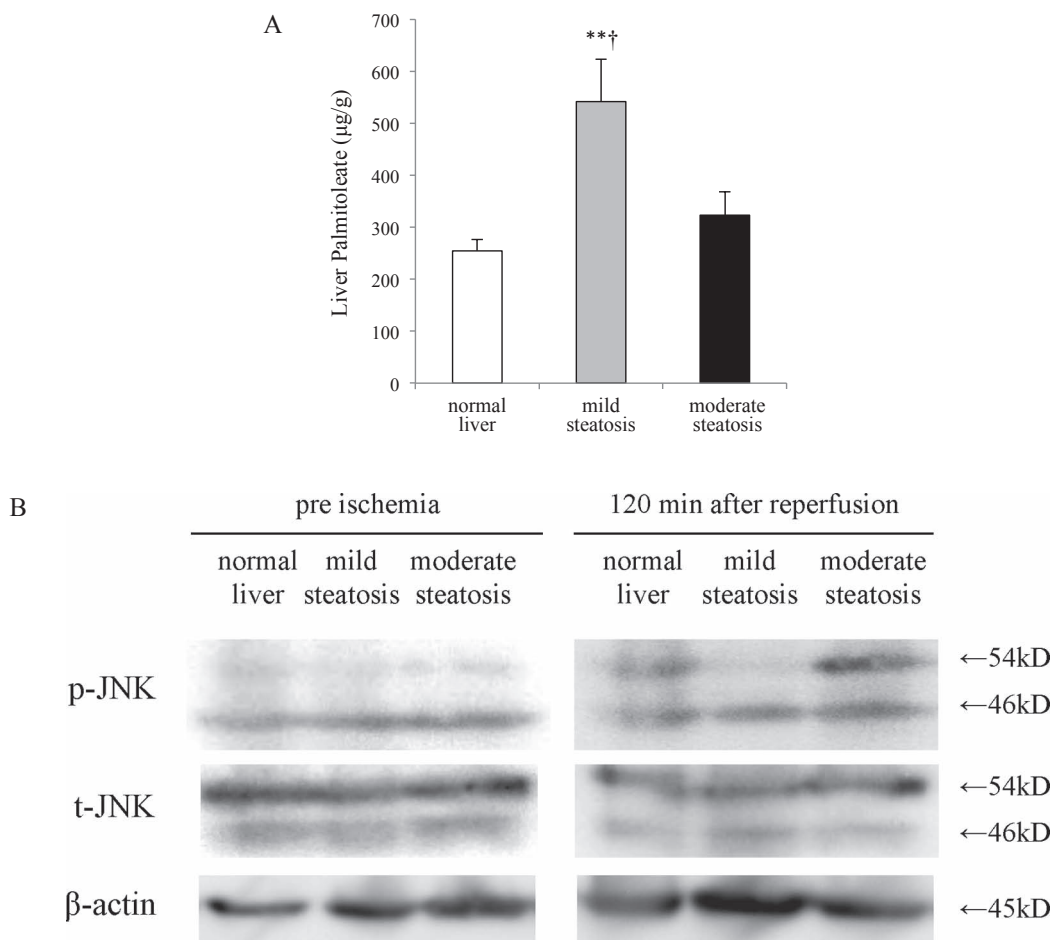 A
700
600
500
400
300
200
100
0
Liver Palmitoleate (μg/g)
**†
normal
liver
mild
steatosis
moderate
steatosis
B
pre ischemia
120 min after reperfusion
normal
liver
mild
steatosis
moderate
steatosis
normal
liver
mild
steatosis
moderate
steatosis
p-JNK
←54kD
←46kD
t-JNK
←54kD
←46kD
β-actin
←45kD